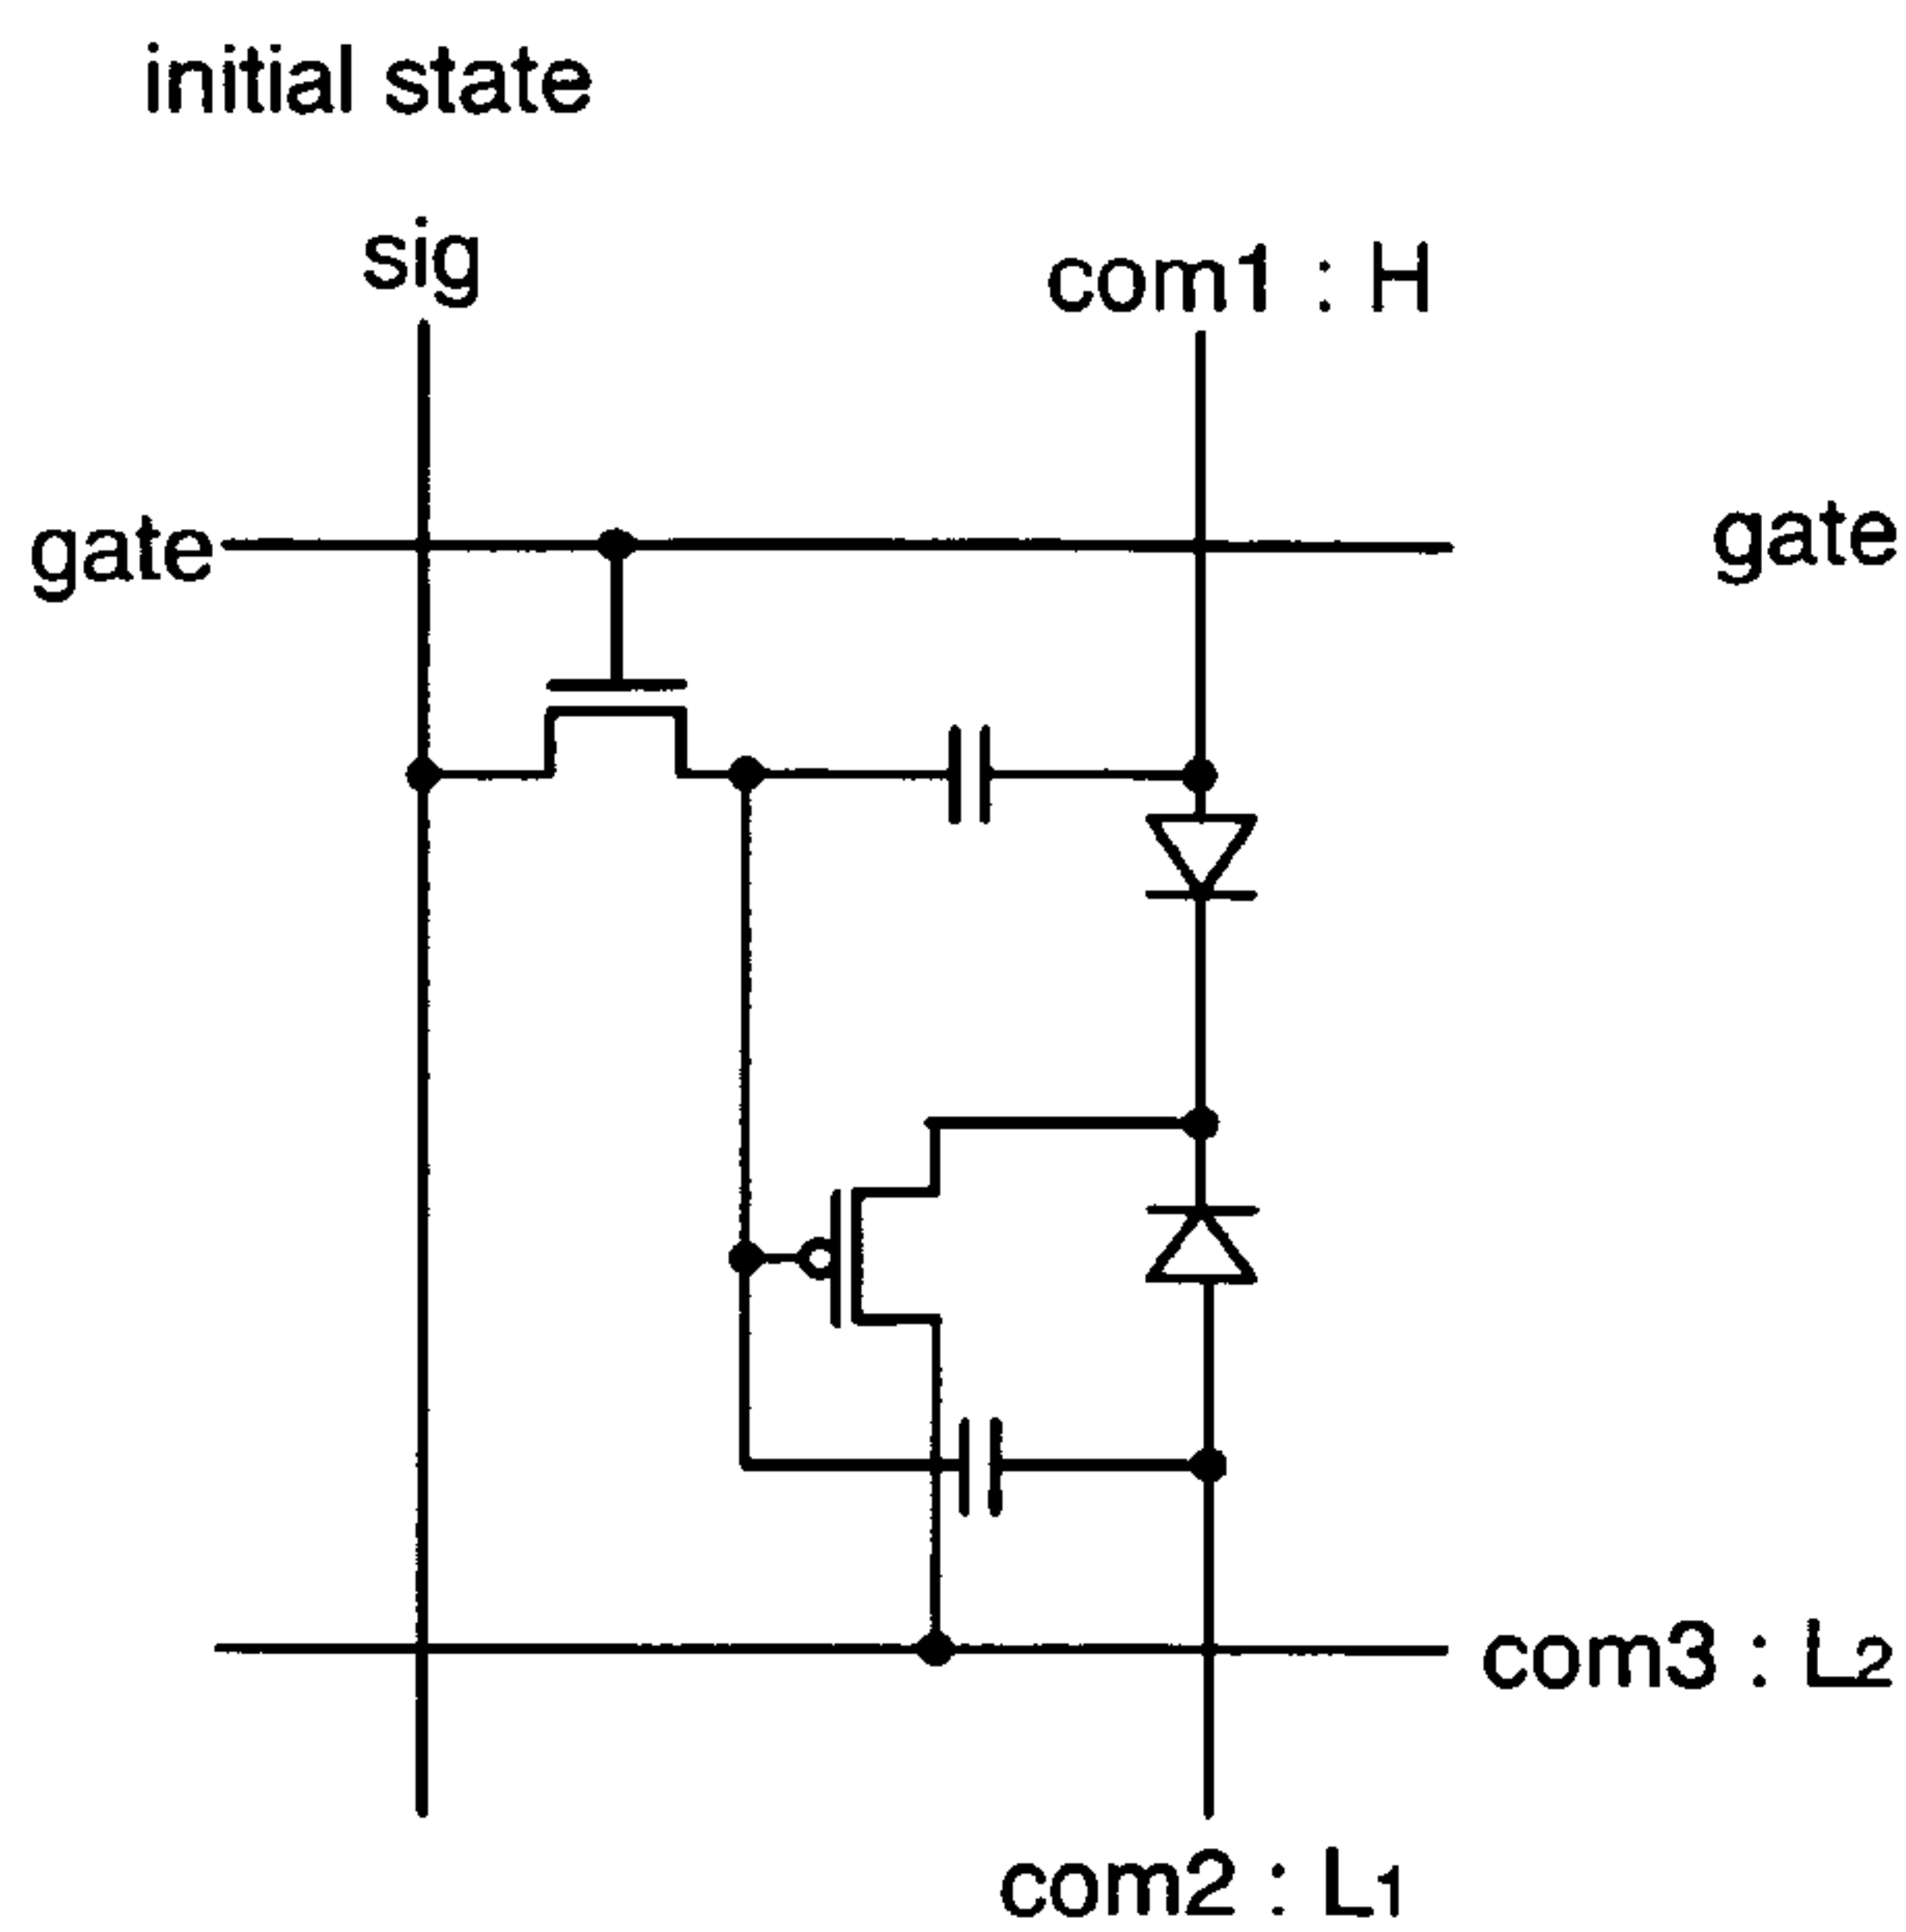 initial state
sig
com1 : H
gate
gate
com3 : L2
com2 : L1